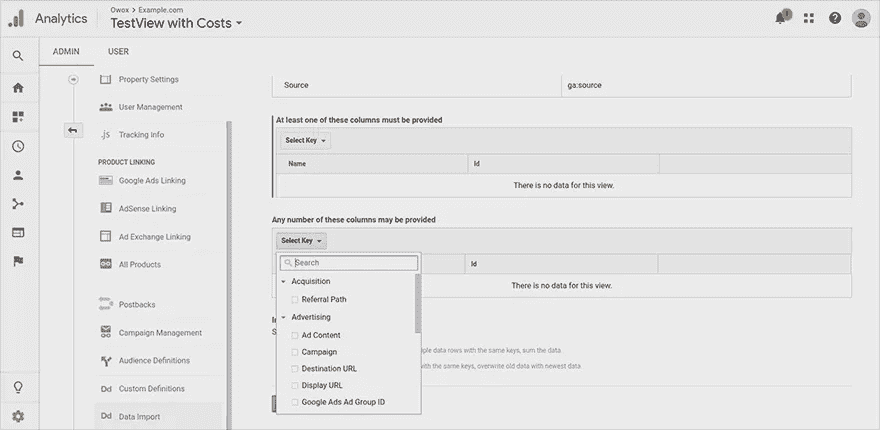 Owox > Example.com
Analytics
TestView with Costs
1
ADMIN
USER
Property Settings
User Management
.JS Tracking Info
PRODUCT LINKING
Google Ads Linking
AdSense Linking
Ad Exchange Linking
All Products
Postbacks
Campaign Management
Audience Definitions
Dd Custom Definitions
Dd Data Import
Source ga:source
At least one of these columns must be provided
Select Key
Name Id
There is no data for this view.
Any number of these columns may be provided
Select Key
Id
There is no data for this view.
Search
Acquisition
Referral Path
Advertising
Ad Content
Campaign
Destination URL
Display URL
Google Ads Ad Group ID
data rows with the same keys, sum the data.
with the same keys, overwrite old data with newest data